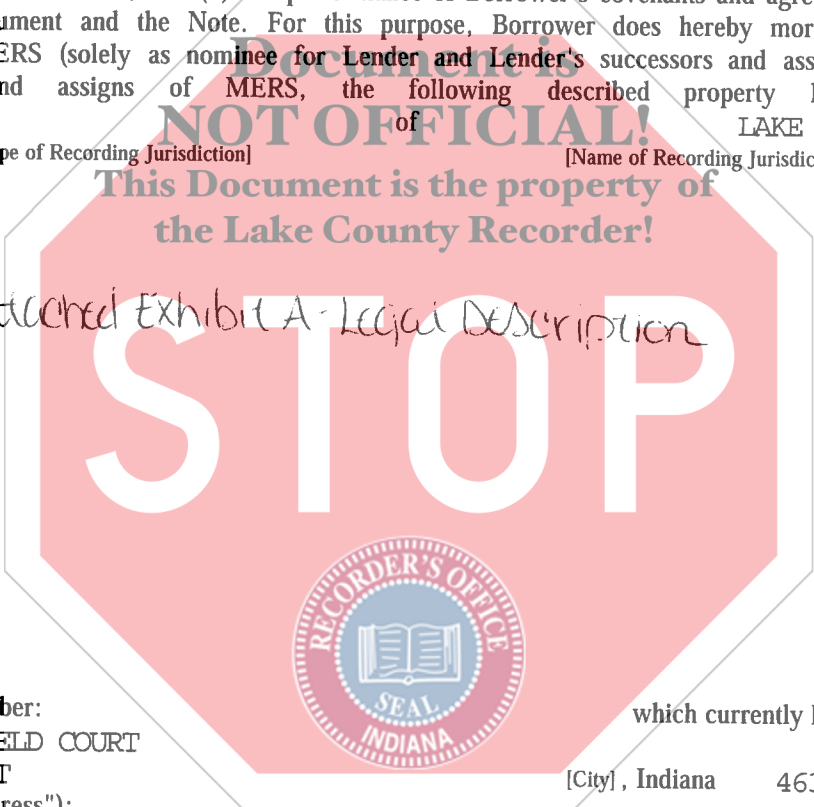 ument and the Note. For this purpose, Borrower does hereby mor
ERS (solely as nominee for Lender and Lender's successors and ass
nd assigns of MERS, the following described property
of LAKE
pe of Recording Jurisdiction] [Name of Recording Jurisdic
Document is
NOT OFFICIAL!
This Document is the property of
the Lake County Recorder!
tached Exhibit A - Legal Description
STOP
RECORDER'S OFFICE
SEAL
INDIANA
ber: which currently
ELD COURT
T
[City], Indiana 463
ress"):